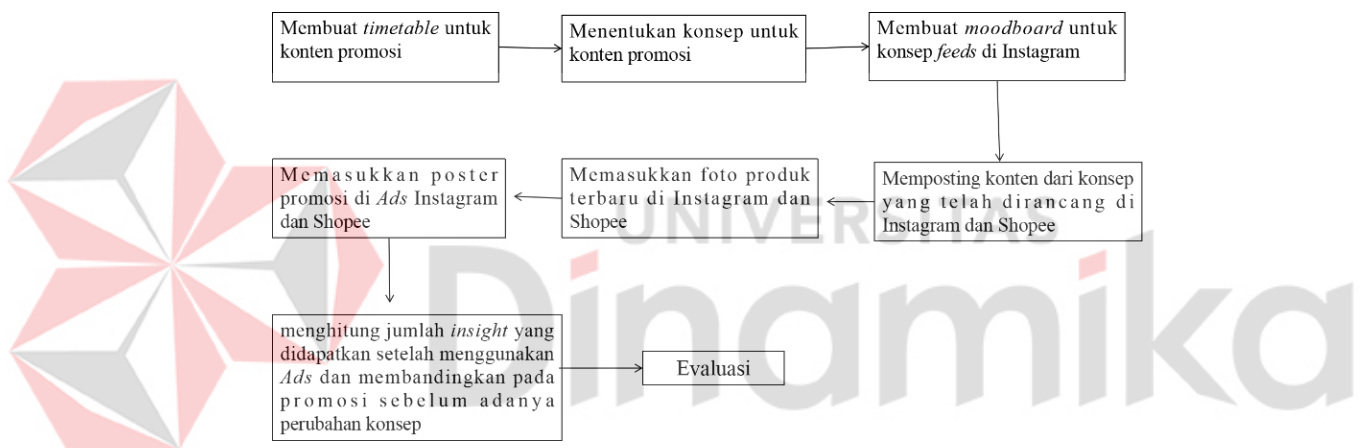 Membuat timetable untuk
konten promosi
Menentukan konsep untuk
konten promosi
Membuat moodboard untuk
konsep feeds di Instagram
Memposting konten dari konsep
yang telah dirancang di
Instagram dan Shopee
Memasukkan foto produk
terbaru di Instagram dan
Shopee
Memasukkan poster
promosi di Ads Instagram
dan Shopee
menghitung jumlah insight yang
didapatkan setelah menggunakan
Ads dan membandingkan pada
promosi sebelum adanya
perubahan konsep
Evaluasi
UNIVERSITAS
Dinamika